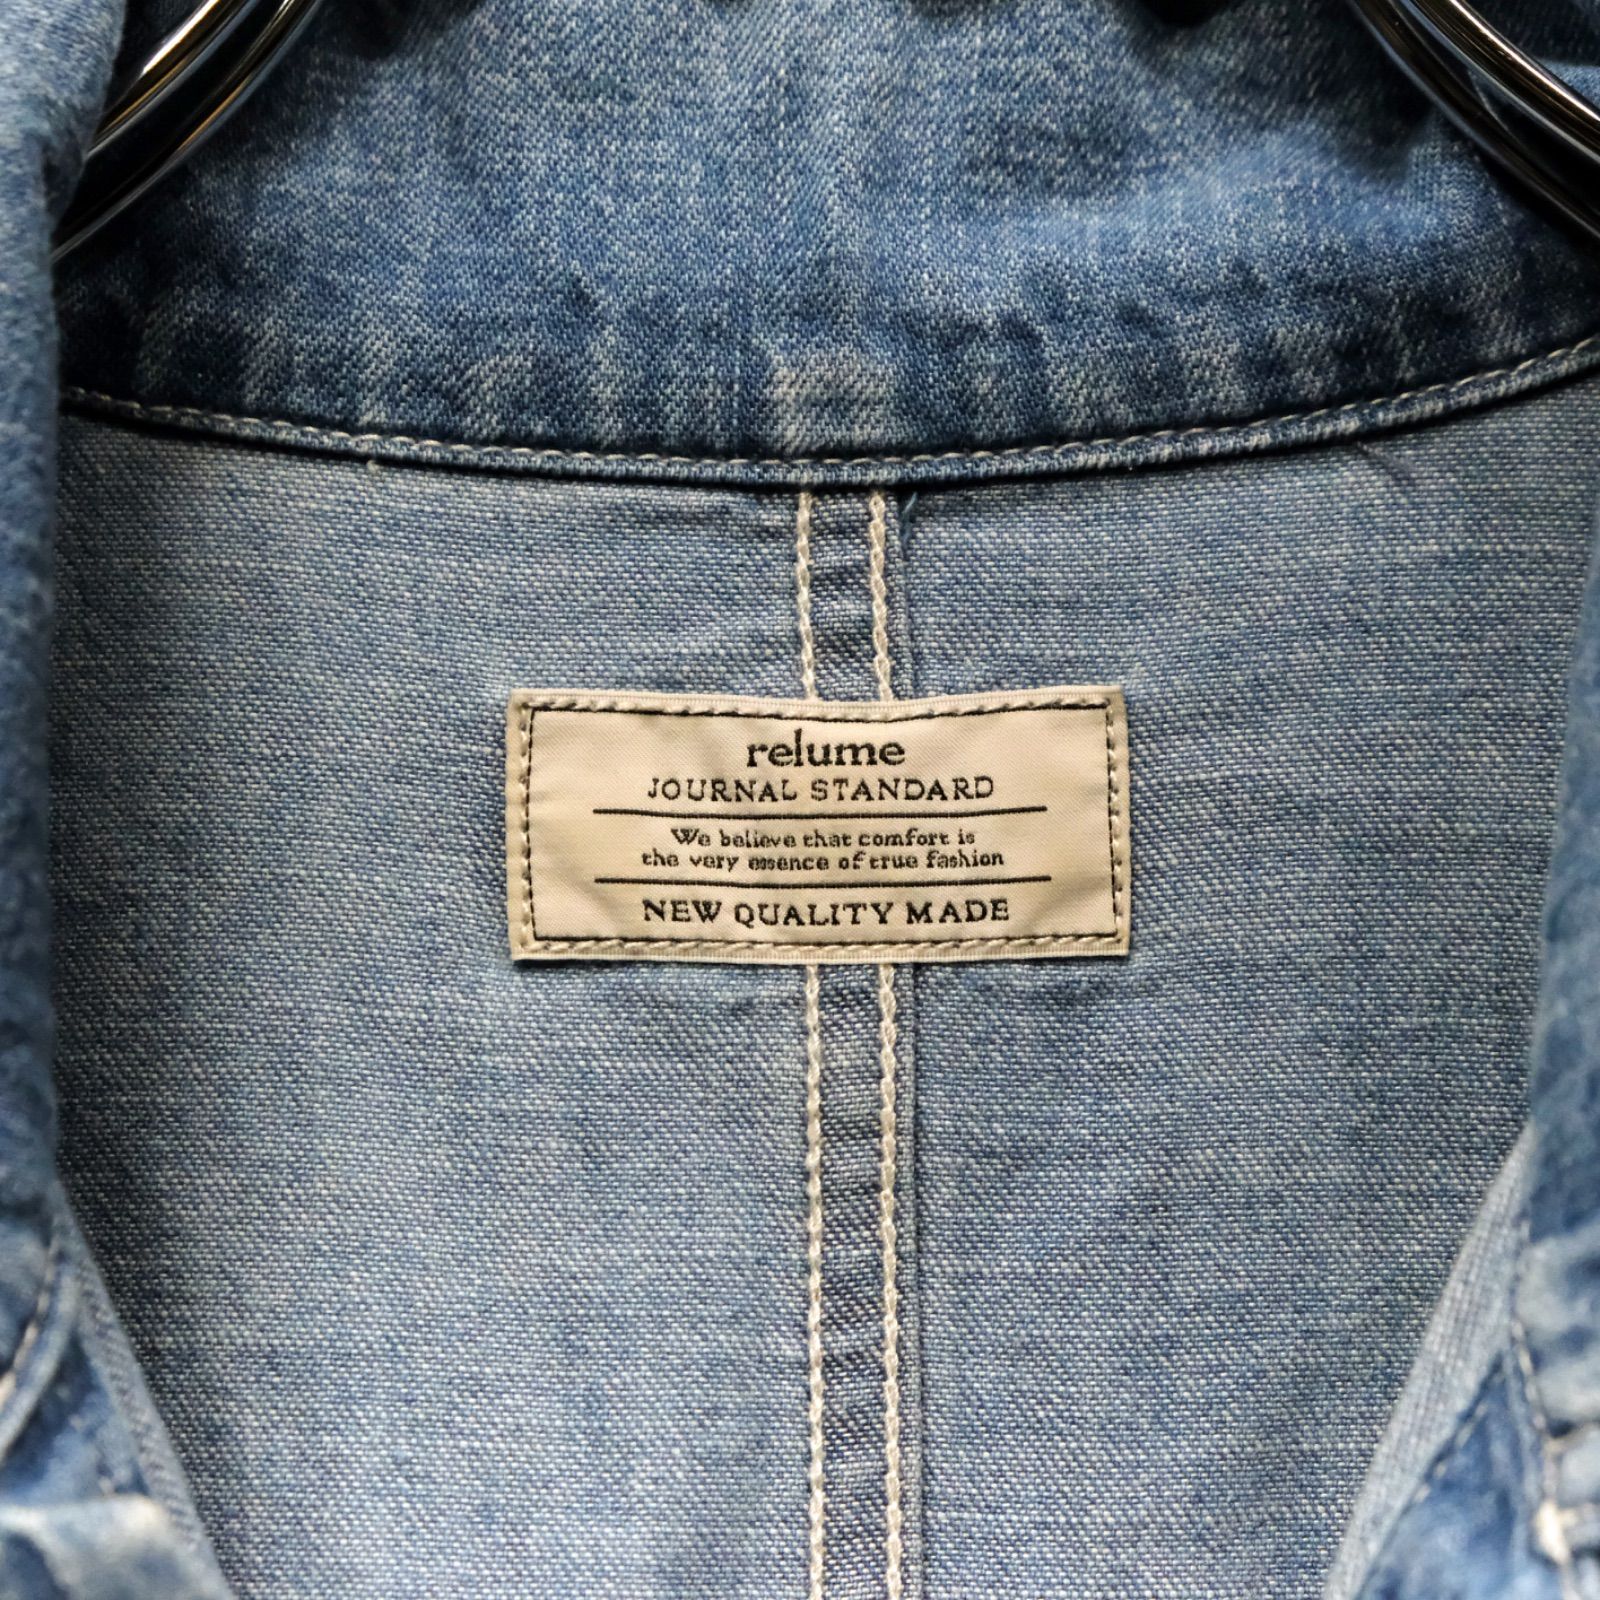 relume
JOURNAL STANDARD
We believe that comfort is
the very essence of true fashion
NEW QUALITY MADE